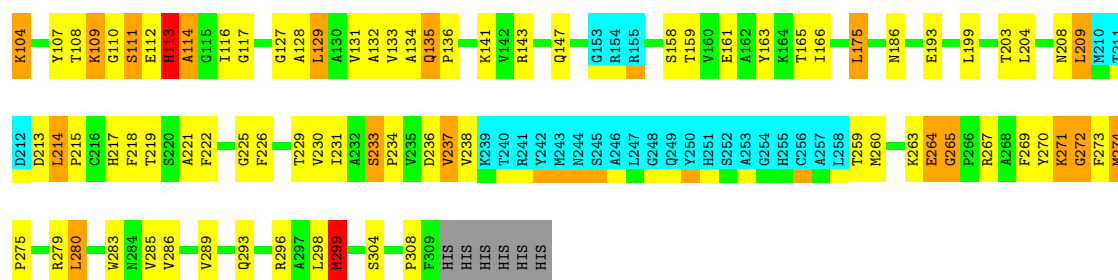 K104 Y107 T108 K109 G110 S111 E112 H113 A114 G115 I116 G117 G127 A128 L129 A130 V131 A132 V133 A134 Q135 P136 K141 V142 R143 Q147 G153 R154 R155 S158 T159 V160 E161 A162 Y163 K164 T165 I166 L175 N186 E193 L199 T203 L204 N208 L209 M210 T211
D212 D213 L214 P215 C216 H217 F218 T219 S220 A221 F222 G225 F226 T229 V230 I231 A232 S233 P234 V235 D236 V237 V238 K239 T240 R241 Y242 M243 N244 S245 A246 L247 G248 Q249 Y250 H251 S252 A253 G254 H255 C256 A257 L258 T259 M260 K263 E264 G265 P266 R267 A268 F269 Y270 K271 G272 F273
P275 R279 L280 W283 N284 V285 V286 V289 Q293 R296 A297 L298 M299 S304 P308 F309 HIS HIS HIS HIS HIS